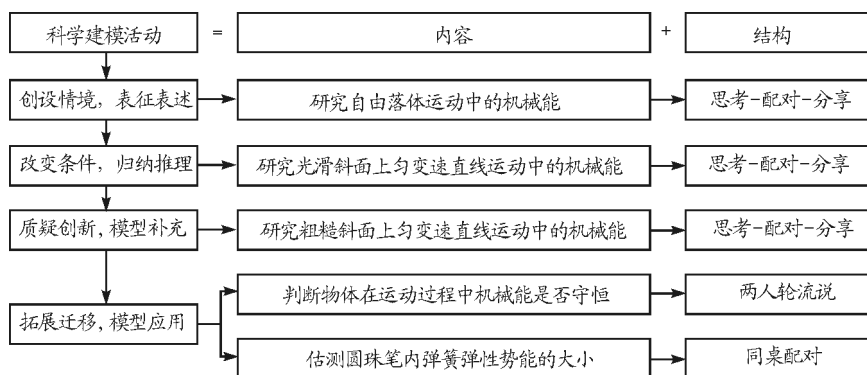 科学建模活动 = 内容 + 结构
创设情境，表征表述 研究自由落体运动中的机械能 思考-配对-分享
改变条件，归纳推理 研究光滑斜面上匀变速直线运动中的机械能 思考-配对-分享
质疑创新，模型补充 研究粗糙斜面上匀变速直线运动中的机械能 思考-配对-分享
拓展迁移，模型应用
判断物体在运动过程中机械能是否守恒 两人轮流说
估测圆珠笔内弹簧弹性势能的大小 同桌配对